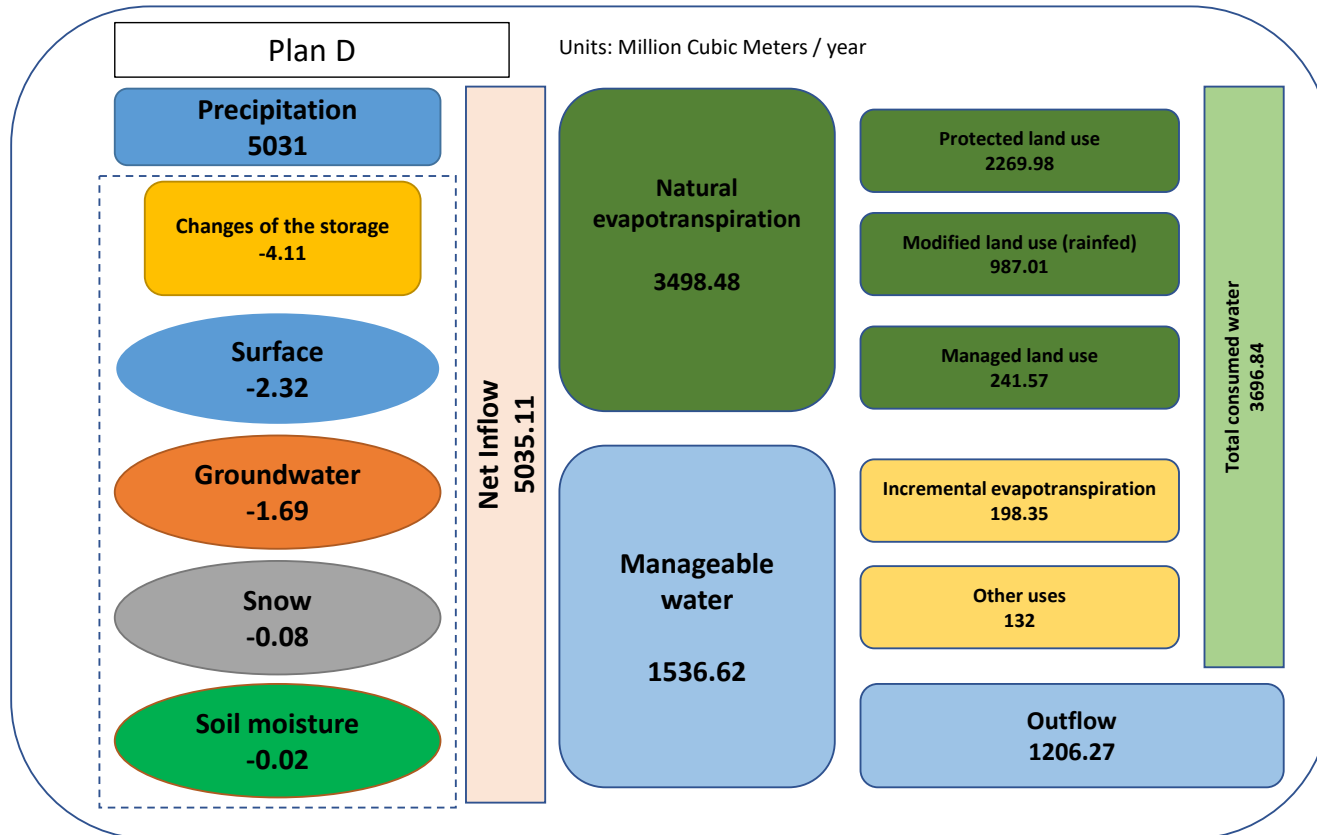 Plan D
Units: Million Cubic Meters / year
Precipitation
5031
Changes of the storage
-4.11
Surface
-2.32
Groundwater
-1.69
Snow
-0.08
Soil moisture
-0.02
Net Inflow
5035.11
Natural
evapotranspiration
3498.48
Manageable
water
1536.62
Protected land use
2269.98
Modified land use (rainfed)
987.01
Managed land use
241.57
Incremental evapotranspiration
198.35
Other uses
132
Total consumed water
3696.84
Outflow
1206.27